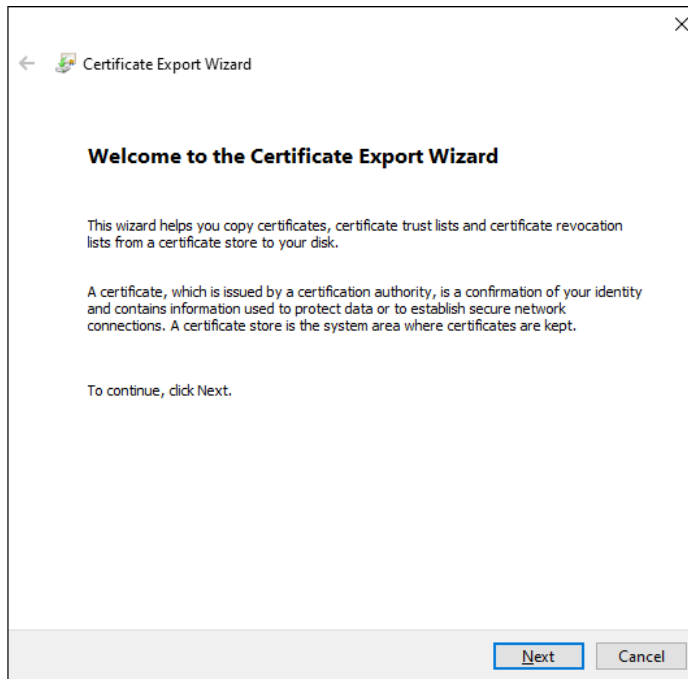 Certificate Export Wizard
Welcome to the Certificate Export Wizard
This wizard helps you copy certificates, certificate trust lists and certificate revocation
lists from a certificate store to your disk.
A certificate, which is issued by a certification authority, is a confirmation of your identity
and contains information used to protect data or to establish secure network
connections. A certificate store is the system area where certificates are kept.
To continue, click Next.
Next
Cancel